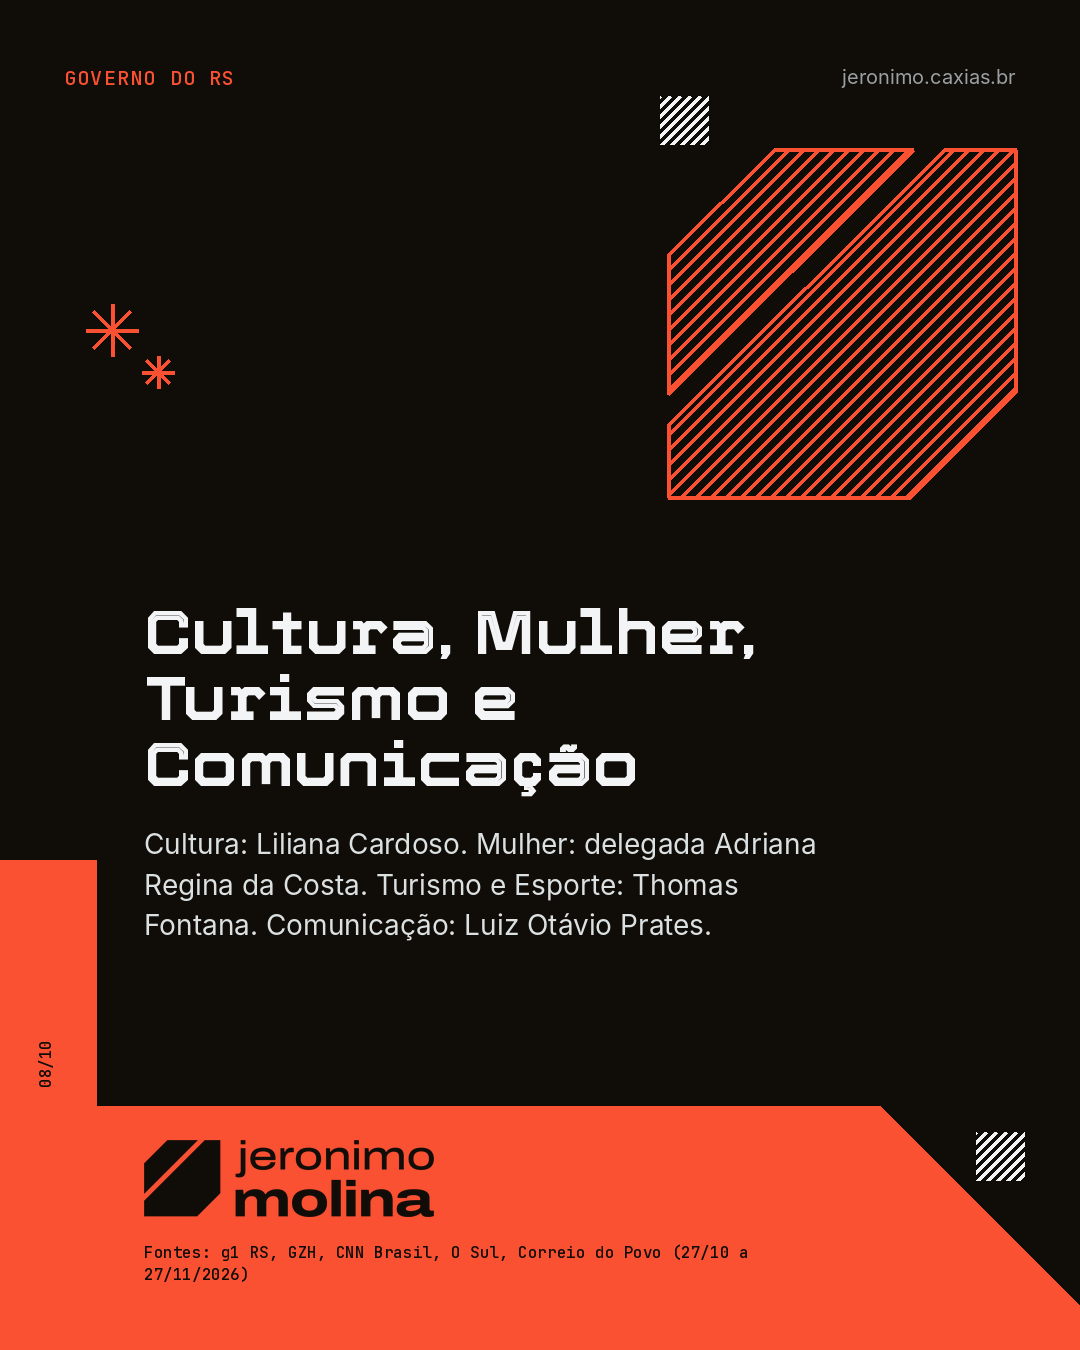 GOVERNO DO RS
jeronimo.caxias.br
Cultura, Mulher,
Turismo e
Comunicação
Cultura: Liliana Cardoso. Mulher: delegada Adriana
Regina da Costa. Turismo e Esporte: Thomas
Fontana. Comunicação: Luiz Otávio Prates.
08/10
jeronimo
molina
Fontes: g1 RS, GZH, CNN Brasil, O Sul, Correio do Povo (27/10 a
27/11/2026)